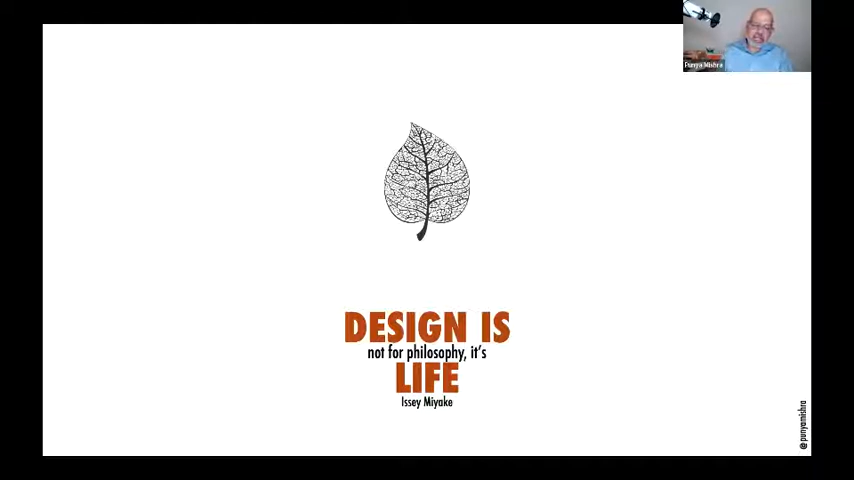 Punya Mishra
DESIGN IS
not for philosophy, it's
LIFE
Issey Miyake
@punyamishra